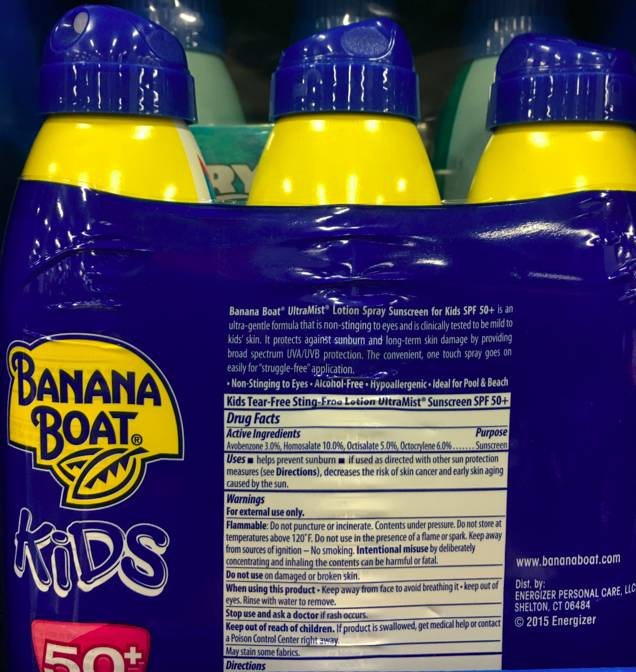 RY
Banana Boat® UltraMist® Lotion Spray Sunscreen for Kids SPF 50+ is an
ultra-gentle formula that is non-stinging to eyes and is clinically tested to be mild to
kids' skin. It protects against sunburn and long-term skin damage by providing
broad spectrum UVA/UVB protection. The convenient, one touch spray goes on
easily for "struggle-free" application.
• Non-Stinging to Eyes • Alcohol-Free • Hypoallergenic • Ideal for Pool & Beach
BANANA
BOAT®
KiDS
50+
Kids Tear-Free Sting-Free Lotion UltraMist® Sunscreen SPF 50+
Drug Facts
Active Ingredients Purpose
Avobenzone 3.0%, Homosalate 10.0%, Octisalate 5.0%, Octocrylene 6.0%........ Sunscreen
Uses ■ helps prevent sunburn ■ if used as directed with other sun protection
measures (see Directions), decreases the risk of skin cancer and early skin aging
caused by the sun.
Warnings
For external use only.
Flammable: Do not puncture or incinerate. Contents under pressure. Do not store at
temperatures above 120°F. Do not use in the presence of a flame or spark. Keep away
from sources of ignition – No smoking. Intentional misuse by deliberately
concentrating and inhaling the contents can be harmful or fatal.
Do not use on damaged or broken skin.
When using this product • Keep away from face to avoid breathing it • keep out of
eyes. Rinse with water to remove.
Stop use and ask a doctor if rash occurs.
Keep out of reach of children. If product is swallowed, get medical help or contact
a Poison Control Center right away.
May stain some fabrics.
Directions
www.bananaboat.com
Dist. by:
ENERGIZER PERSONAL CARE, LLC
SHELTON, CT 06484
© 2015 Energizer